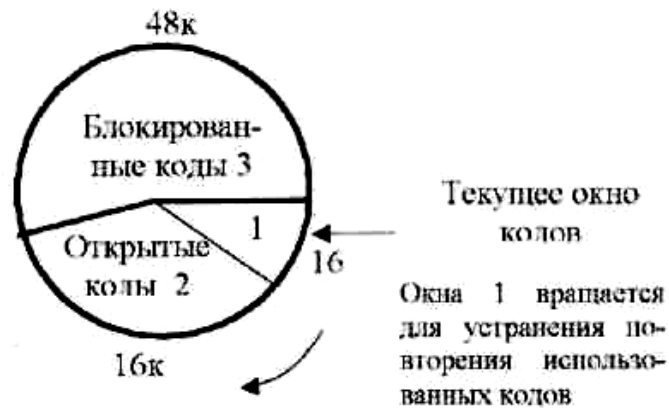 48к
Блокирован-
ные коды 3
1
Открытые
колы 2
16
16к
Текущее окно
кодов
Окна 1 вращается
для устранения по-
вторения использо-
ванных кодов